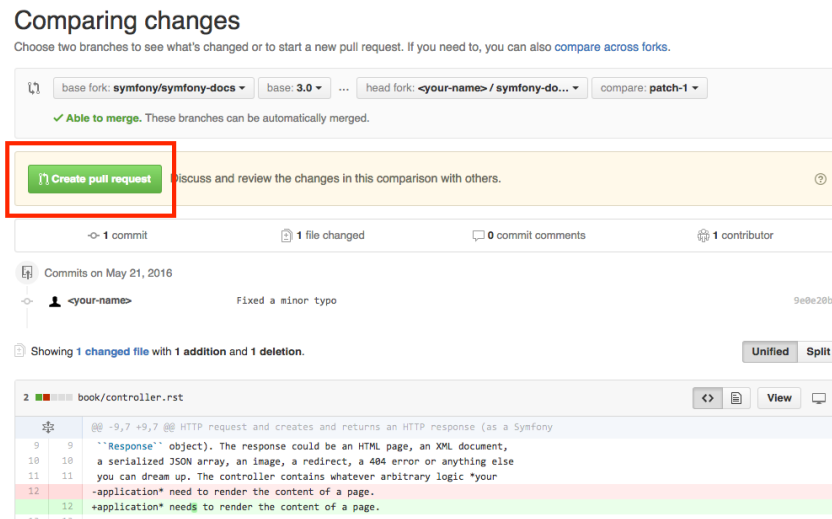 Comparing changes
Choose two branches to see what's changed or to start a new pull request. If you need to, you can also compare across forks.
base fork: symfony/symfony-docs base: 3.0 ... head fork: <your-name> / symfony-do... compare: patch-1
Able to merge. These branches can be automatically merged.
Create pull request Discuss and review the changes in this comparison with others.
1 commit 1 file changed 0 commit comments 1 contributor
Commits on May 21, 2016
<your-name> Fixed a minor typo 9e0e20b
Showing 1 changed file with 1 addition and 1 deletion. Unified Split
2 book/controller.rst View
@@ -9,7 +9,7 @@ HTTP request and creates and returns an HTTP response (as a Symfony
9 9 ``Response`` object). The response could be an HTML page, an XML document,
10 10 a serialized JSON array, an image, a redirect, a 404 error or anything else
11 11 you can dream up. The controller contains whatever arbitrary logic *your
12 -application* need to render the content of a page.
12 +application* needs to render the content of a page.